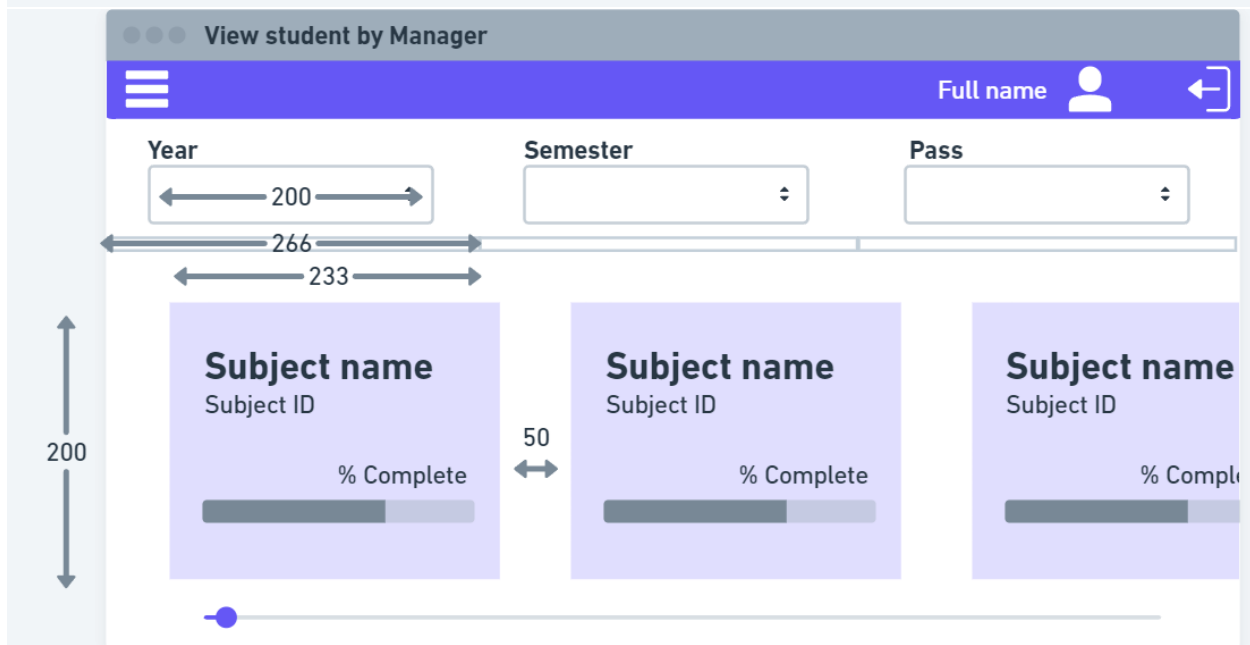 View student by Manager
Full name
Year Semester Pass
200
266
233
Subject name Subject name Subject name
Subject ID Subject ID Subject ID
50
200
% Complete % Complete